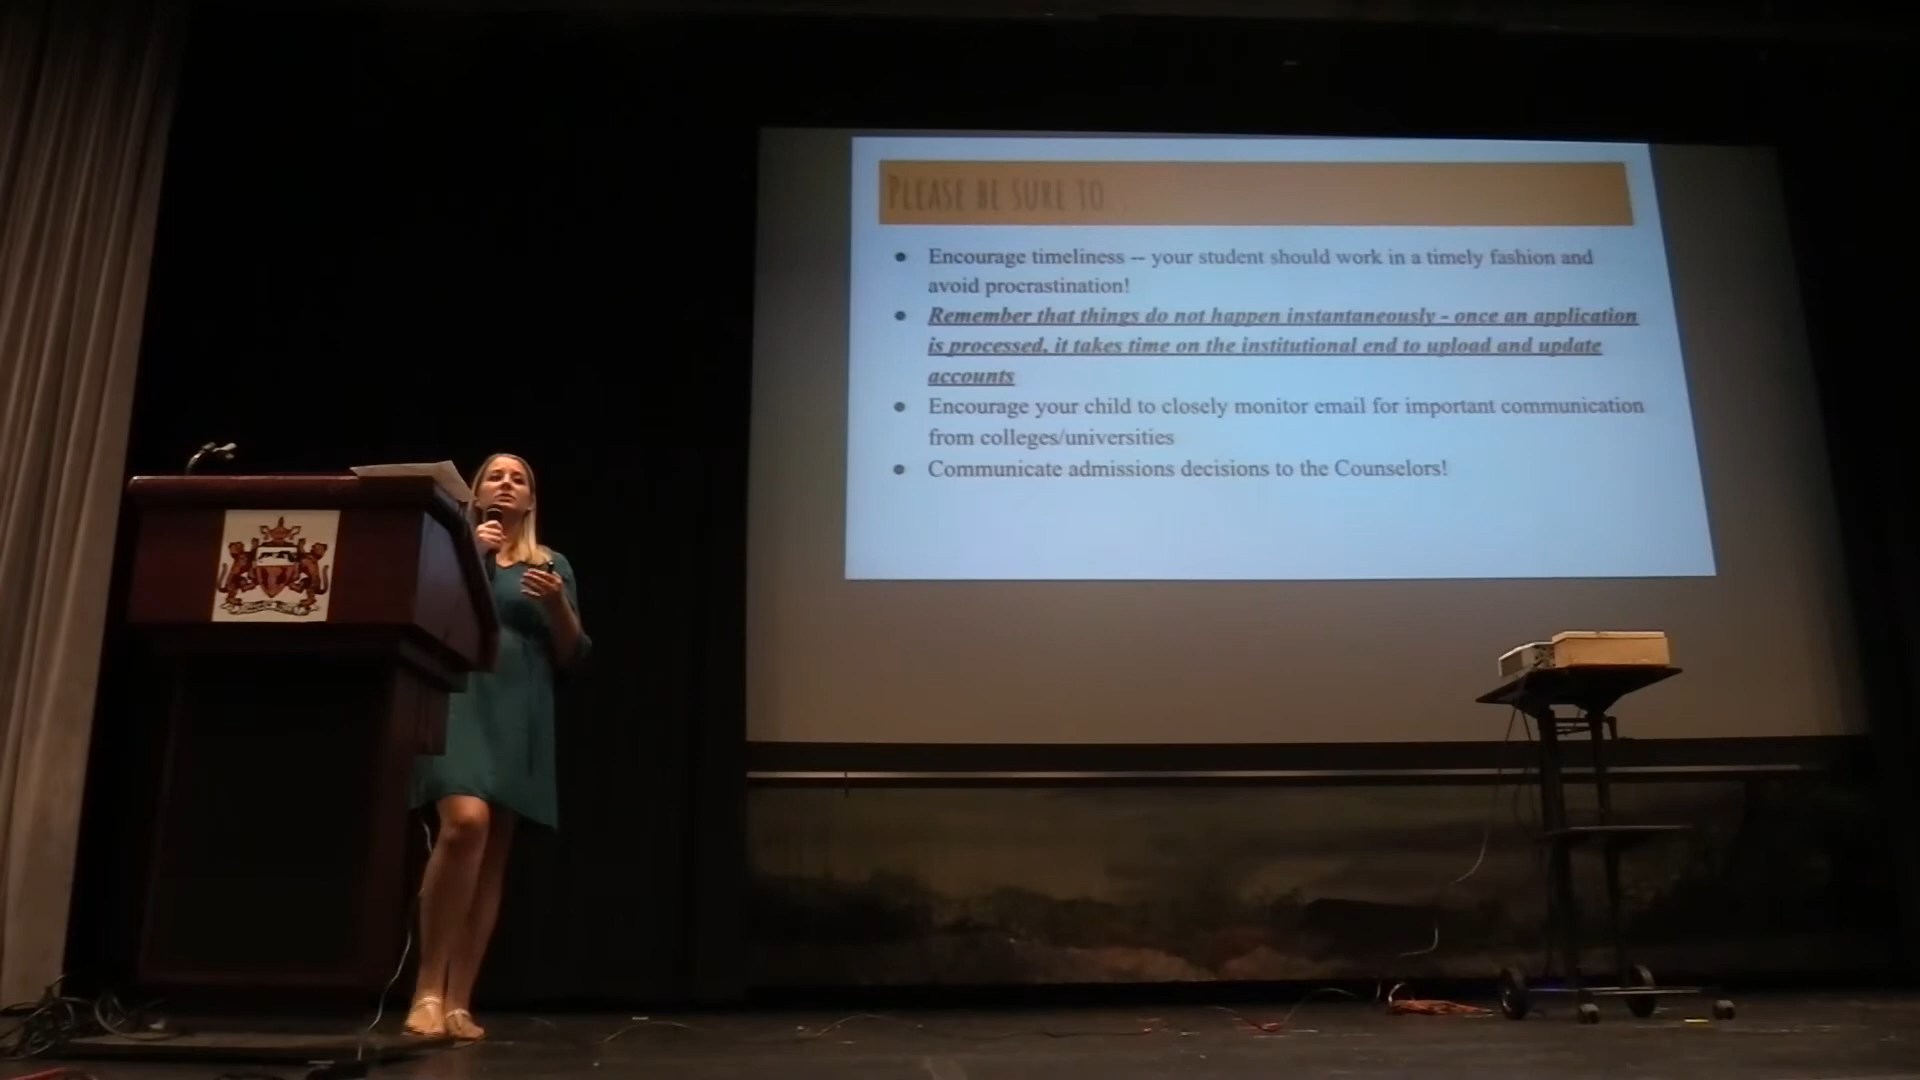 PLEASE BE SURE TO
● Encourage timeliness -- your student should work in a timely fashion and
avoid procrastination!
● Remember that things do not happen instantaneously - once an application
is processed, it takes time on the institutional end to upload and update
accounts
● Encourage your child to closely monitor email for important communication
from colleges/universities
● Communicate admissions decisions to the Counselors!